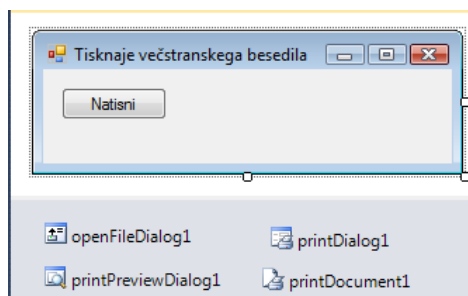 Tisknaje večstranskega besedila
Natisni
openFileDialog1
printDialog1
printPreviewDialog1
printDocument1